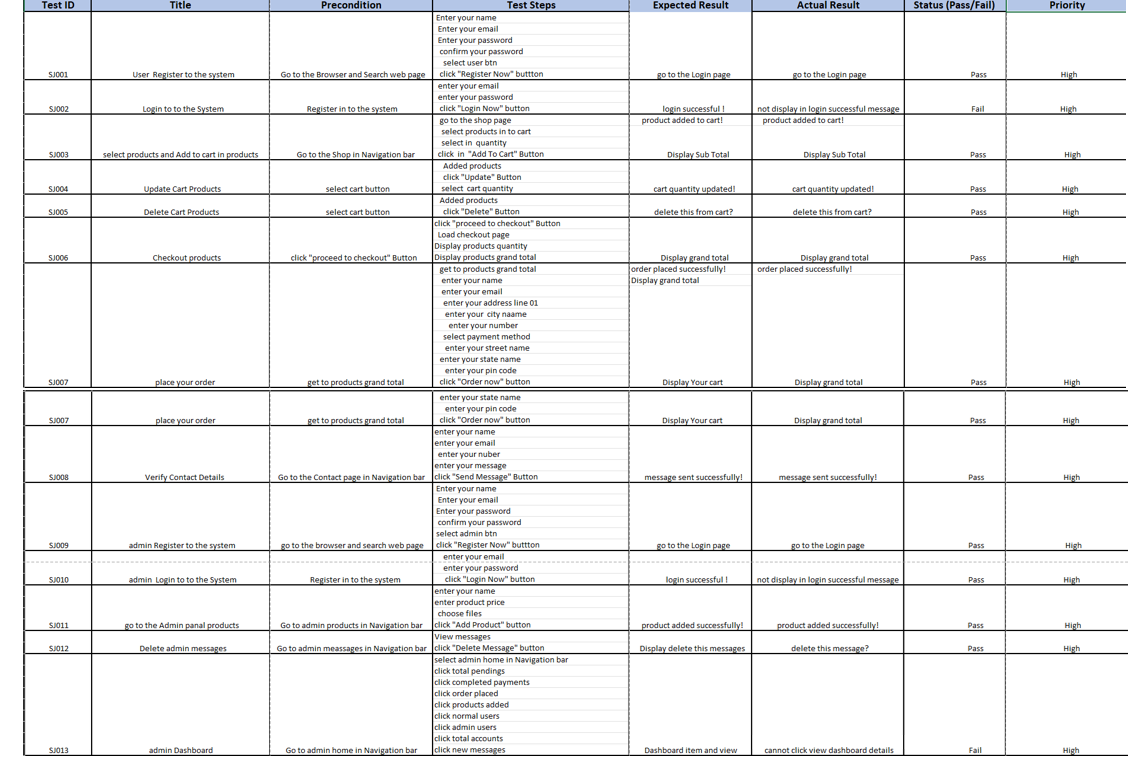 Test ID Title Precondition Test Steps Expected Result Actual Result Status (Pass/Fail) Priority
Enter your name
Enter your email
Enter your password
confirm your password
select user btn
SJ001 User Register to the system Go to the Browser and Search web page click "Register Now" buttton go to the Login page go to the Login page Pass High
enter your email
enter your password
SJ002 Login to to the System Register in to the system click "Login Now" button login successful ! not display in login successful message Fail High
go to the shop page product added to cart! product added to cart!
select products in to cart
select in quantity
SJ003 select products and Add to cart in products Go to the Shop in Navigation bar click in "Add To Cart" Button Display Sub Total Display Sub Total Pass High
Added products
click "Update" Button
SJ004 Update Cart Products select cart button select cart quantity cart quantity updated! cart quantity updated! Pass High
Added products
SJ005 Delete Cart Products select cart button click "Delete" Button delete this from cart? delete this from cart? Pass High
click "proceed to checkout" Button
Load checkout page
Display products quantity
SJ006 Checkout products click "proceed to checkout" Button Display products grand total Display grand total Display grand total Pass High
get to products grand total order placed successfully! order placed successfully!
enter your name Display grand total
enter your email
enter your address line 01
enter your city naame
enter your number
select payment method
enter your street name
enter your state name
enter your pin code
SJ007 place your order get to products grand total click "Order now" button Display Your cart Display grand total Pass High
enter your state name
enter your pin code
SJ007 place your order get to products grand total click "Order now" button Display Your cart Display grand total Pass High
enter your name
enter your email
enter your nuber
enter your message
SJ008 Verify Contact Details Go to the Contact page in Navigation bar click "Send Message" Button message sent successfully! message sent successfully! Pass High
Enter your name
Enter your email
Enter your password
confirm your password
select admin btn
SJ009 admin Register to the system go to the browser and search web page click "Register Now" buttton go to the Login page go to the Login page Pass High
enter your email
enter your password
SJ010 admin Login to to the System Register in to the system click "Login Now" button login successful ! not display in login successful message Pass High
enter your name
enter product price
choose files
SJ011 go to the Admin panal products Go to admin products in Navigation bar click "Add Product" button product added successfully! product added successfully! Pass High
View messages
SJ012 Delete admin messages Go to admin meassages in Navigation bar click "Delete Message" button Display delete this messages delete this message? Pass High
select admin home in Navigation bar
click total pendings
click completed payments
click order placed
click products added
click normal users
click admin users
click total accounts
SJ013 admin Dashboard Go to admin home in Navigation bar click new messages Dashboard item and view cannot click view dashboard details Fail High